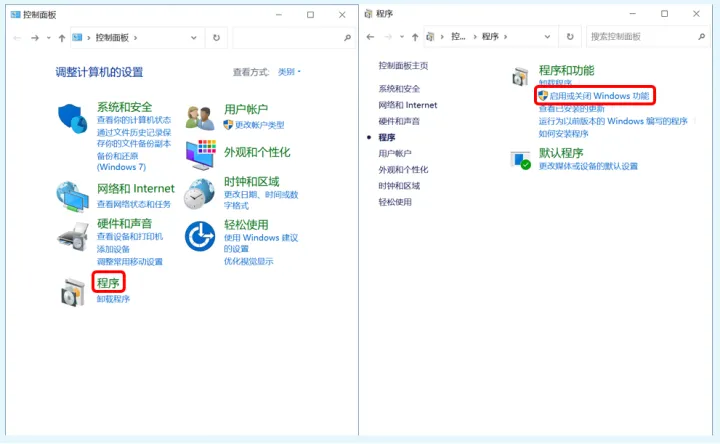 控制面板
控制面板
调整计算机的设置
查看方式: 类别
系统和安全
查看你的计算机状态
通过文件历史记录保
存你的文件备份副本
备份和还原
(Windows 7)
网络和 Internet
查看网络状态和任务
硬件和声音
查看设备和打印机
添加设备
调整常用移动设置
程序
卸载程序
用户帐户
更改帐户类型
外观和个性化
时钟和区域
更改日期、时间或数
字格式
轻松使用
使用 Windows 建议
的设置
优化视觉显示
程序
控... 程序
搜索控制面板
控制面板主页
系统和安全
网络和 Internet
硬件和声音
程序
用户帐户
外观和个性化
时钟和区域
轻松使用
程序和功能
卸载程序
启用或关闭 Windows 功能
查看已安装的更新
运行为以前版本的 Windows 编写的程序
如何安装程序
默认程序
更改媒体或设备的默认设置